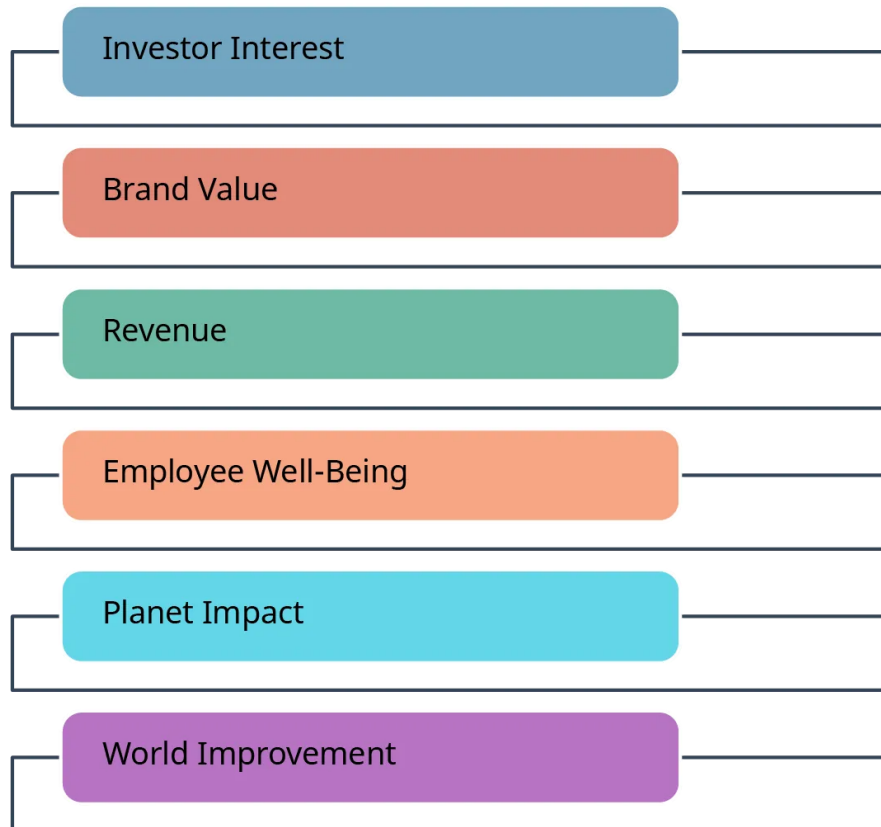 Investor Interest
Brand Value
Revenue
Employee Well-Being
Planet Impact
World Improvement